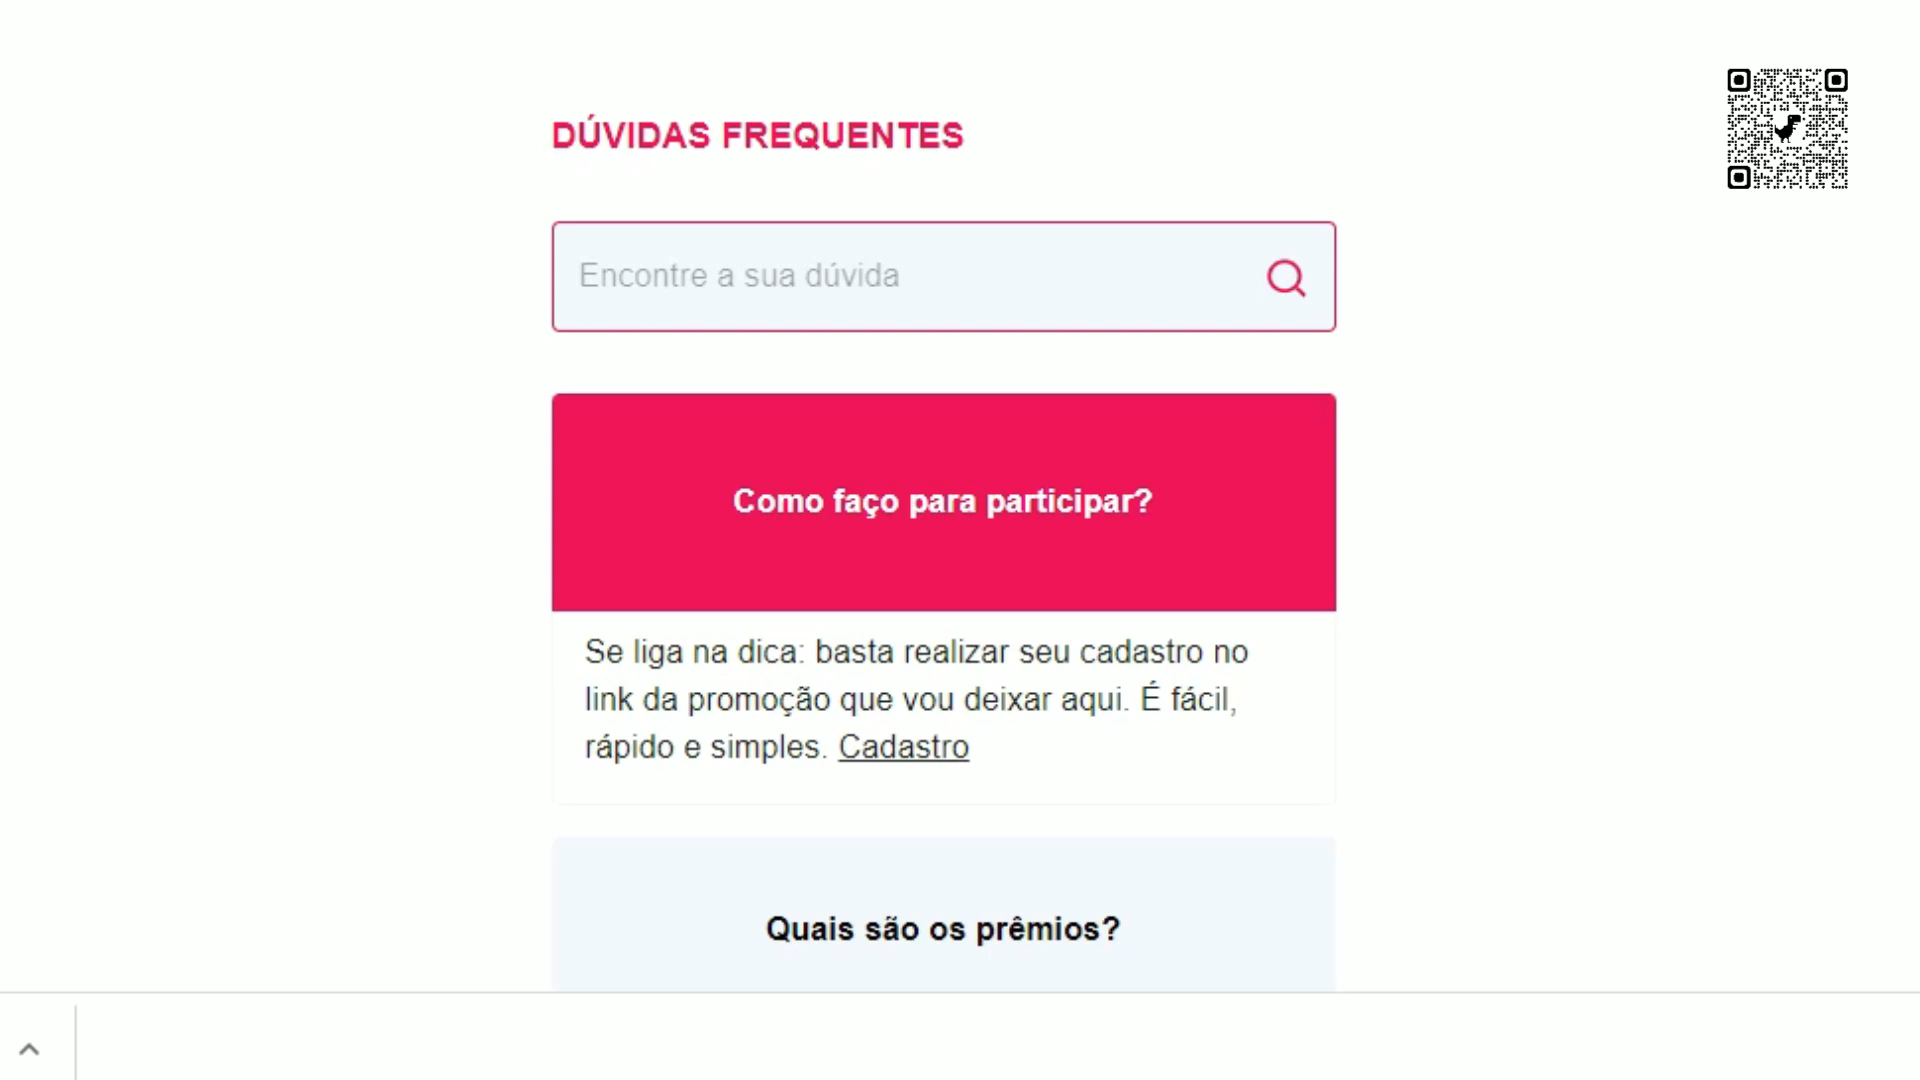 DÚVIDAS FREQUENTES
Encontre a sua dúvida
Como faço para participar?
Se liga na dica: basta realizar seu cadastro no
link da promoção que vou deixar aqui. É fácil,
rápido e simples. Cadastro
Quais são os prêmios?